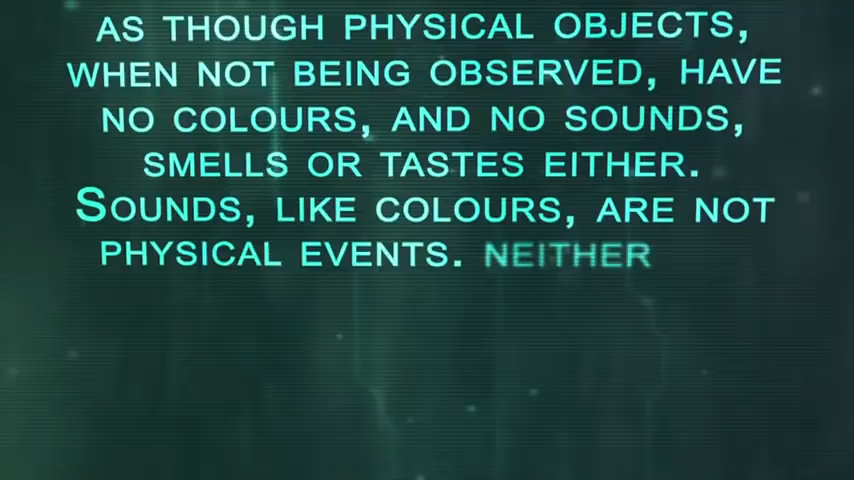 AS THOUGH PHYSICAL OBJECTS,
WHEN NOT BEING OBSERVED, HAVE
NO COLOURS, AND NO SOUNDS,
SMELLS OR TASTES EITHER.
SOUNDS, LIKE COLOURS, ARE NOT
PHYSICAL EVENTS. NEITHER